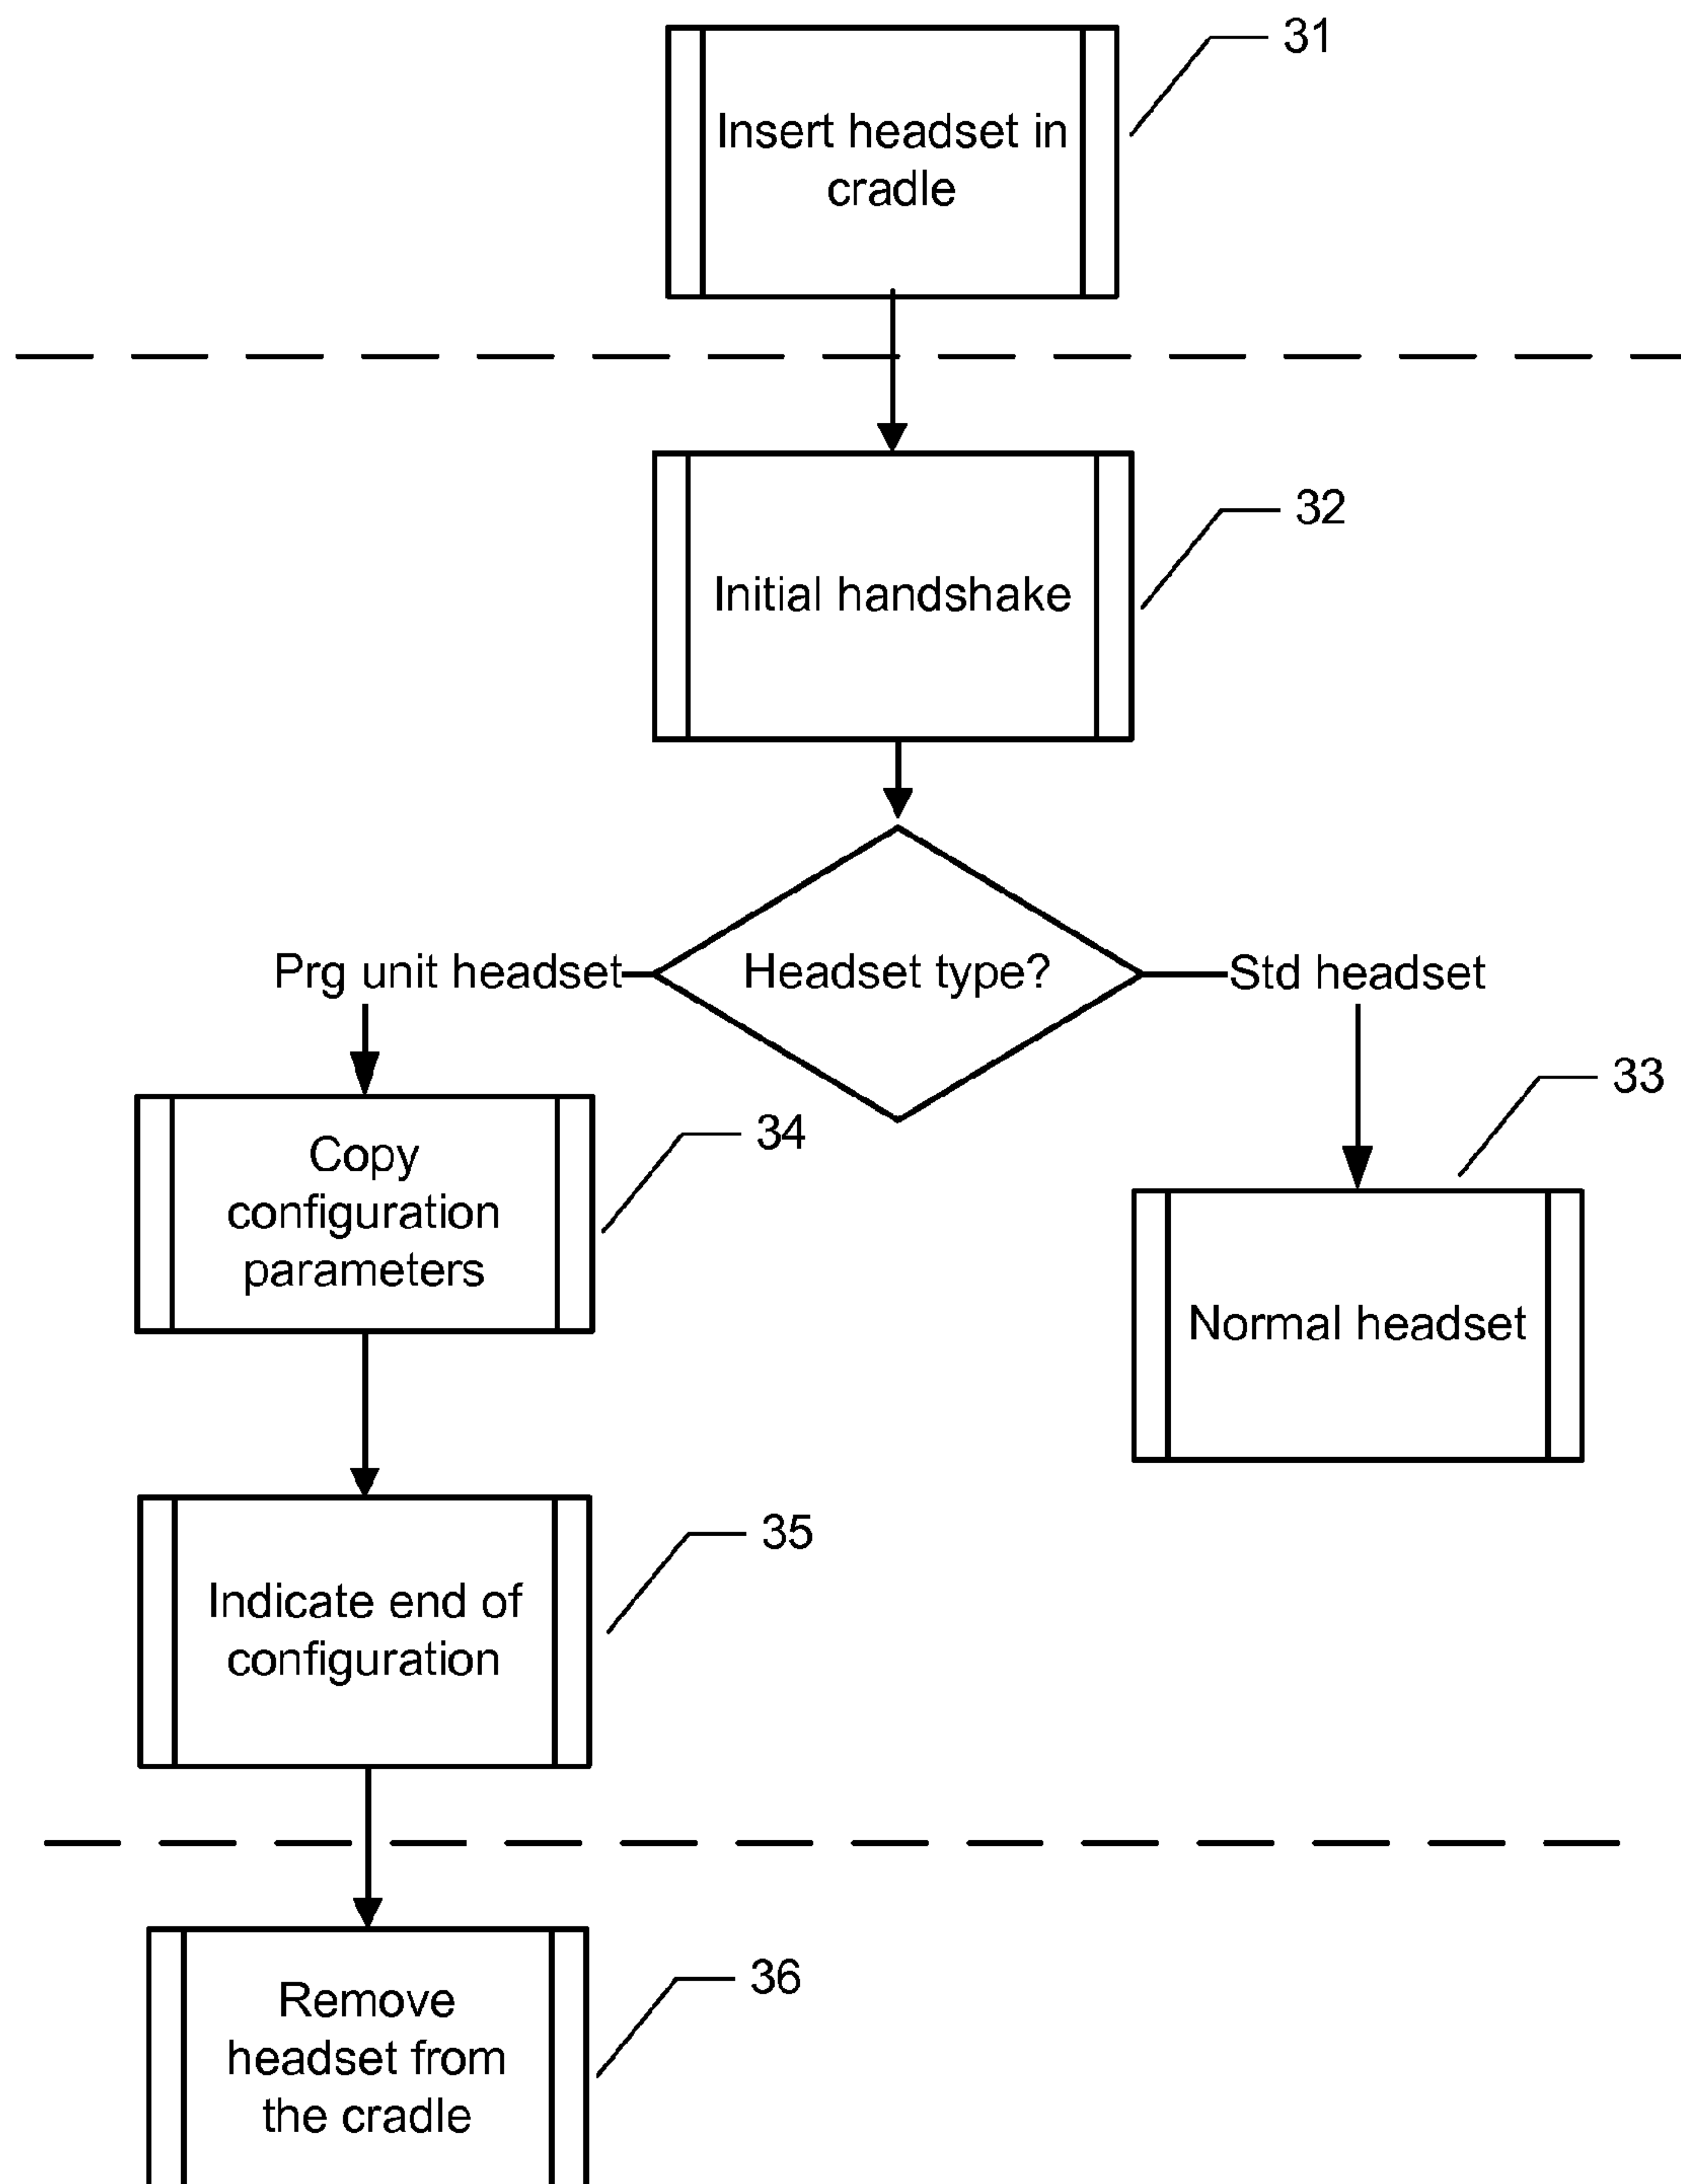 31
Insert headset in
cradle
32
Initial handshake
Prg unit headset
Headset type?
Std headset
33
34
Copy
configuration
parameters
Normal headset
35
Indicate end of
configuration
36
Remove
headset from
the cradle